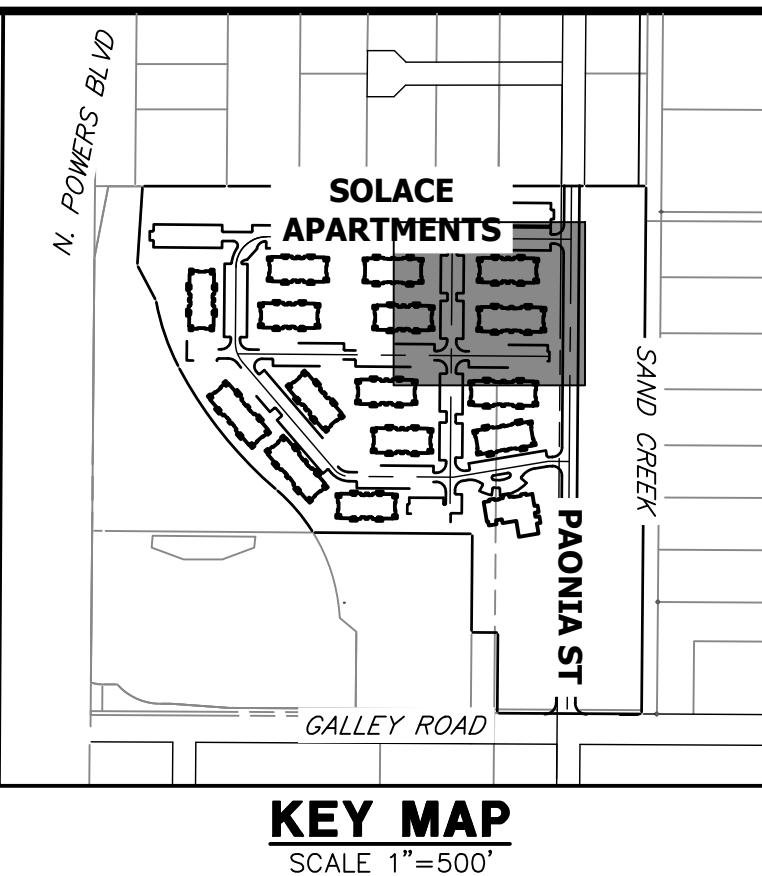 N. POWERS BLVD
SOLACE
APARTMENTS
SAND CREEK
PAONIA ST
GALLEY ROAD
KEY MAP
SCALE 1"=500'